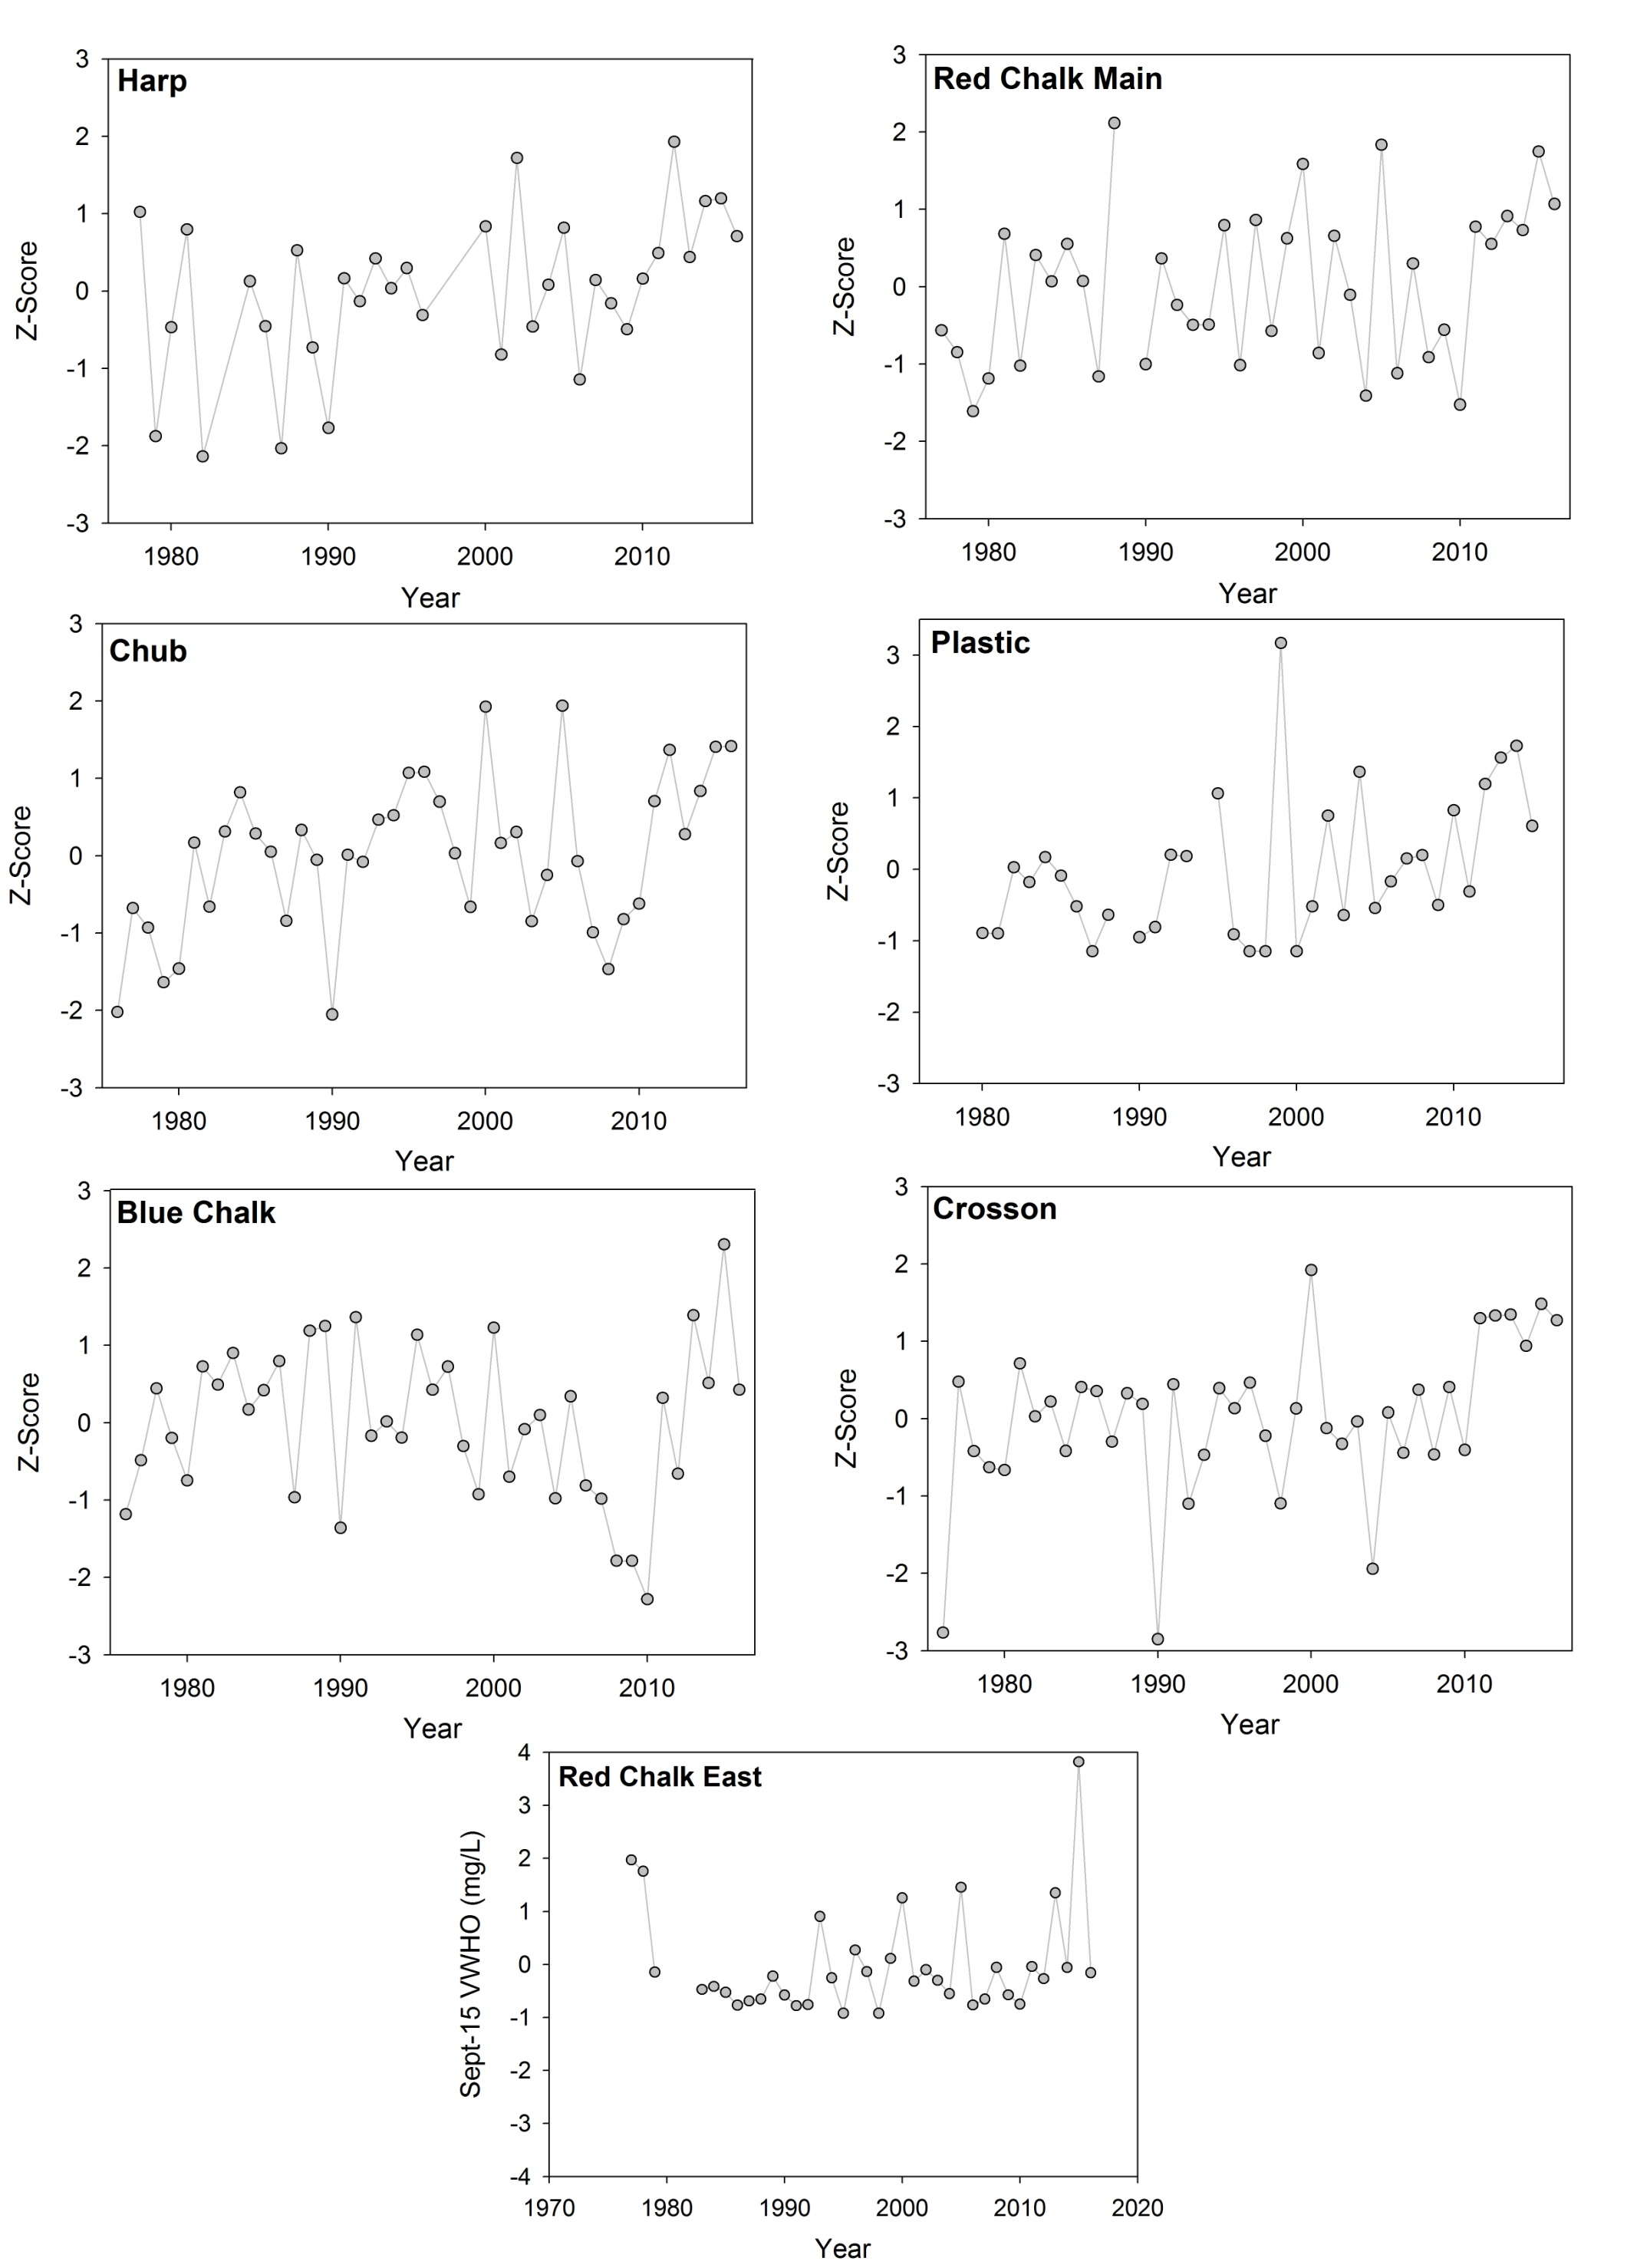 Harp
3
2
1
0
-1
-2
-3
Z-Score
1980 1990 2000 2010
Year
Red Chalk Main
3
2
1
0
-1
-2
-3
Z-Score
1980 1990 2000 2010
Year
Chub
3
2
1
0
-1
-2
-3
Z-Score
1980 1990 2000 2010
Year
Plastic
3
2
1
0
-1
-2
-3
Z-Score
1980 1990 2000 2010
Year
Blue Chalk
3
2
1
0
-1
-2
-3
Z-Score
1980 1990 2000 2010
Year
Crosson
3
2
1
0
-1
-2
-3
Z-Score
1980 1990 2000 2010
Year
Red Chalk East
4
3
2
1
0
-1
-2
-3
-4
Sept-15 VWHO (mg/L)
1970 1980 1990 2000 2010 2020
Year